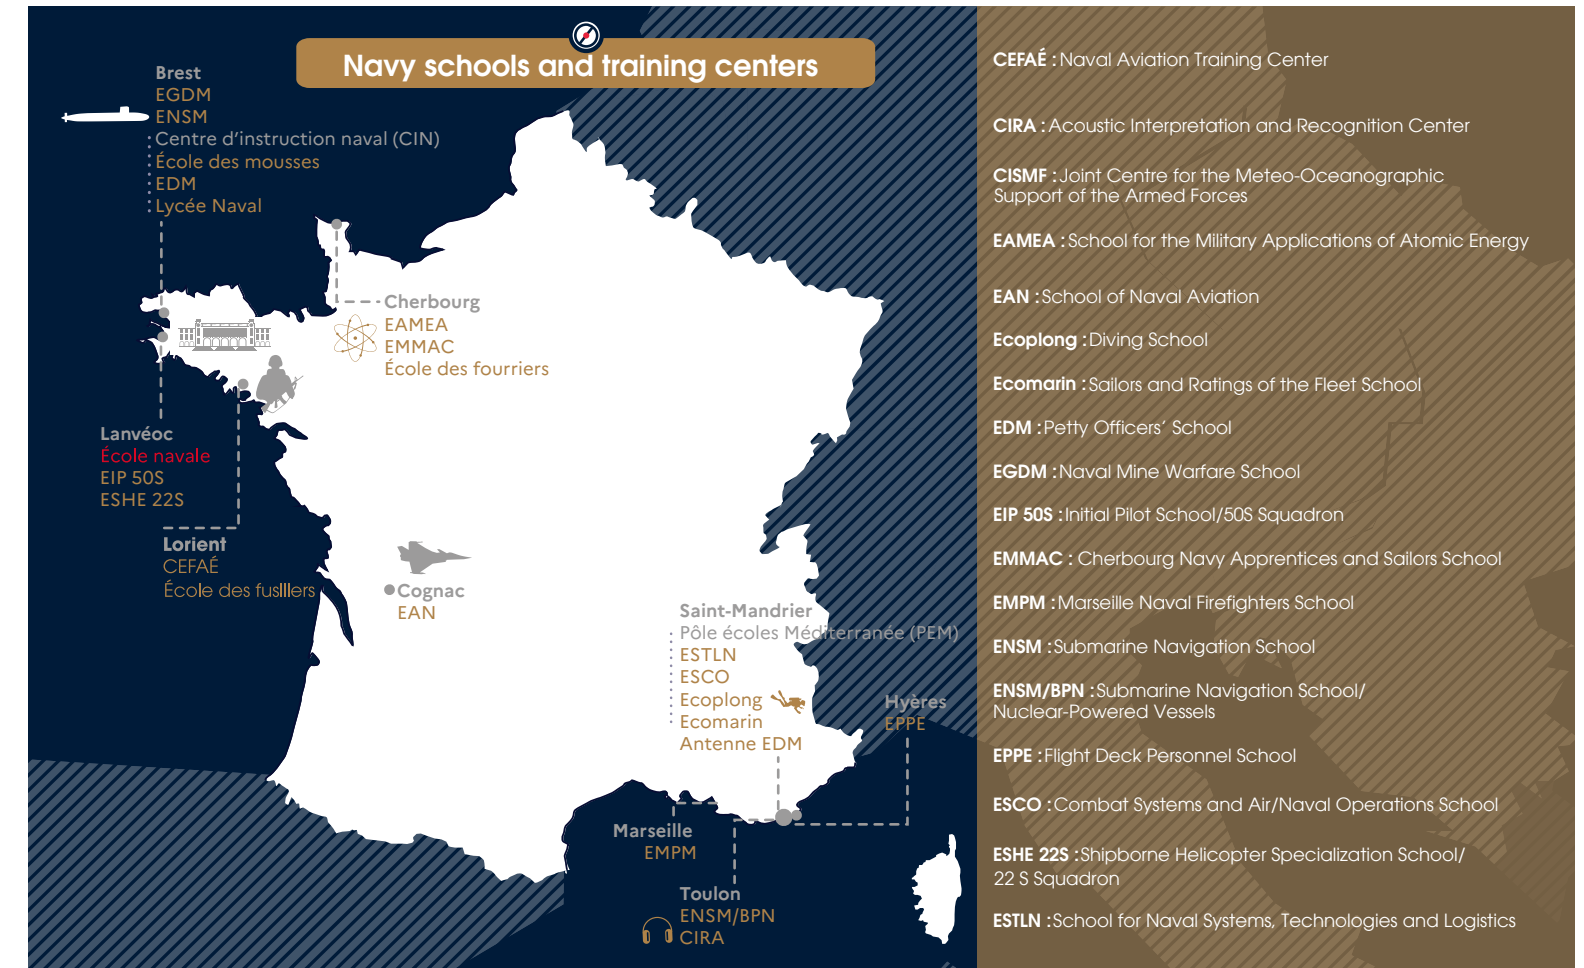 Navy schools and training centers
Brest
EGDM
ENSM
Centre d’instruction naval (CIN)
École des mousses
EDM
Lycée Naval
Cherbourg
EAMEA
EMMAC
École des fourriers
Lanvéoc
École navale
EIP 50S
ESHE 22S
Lorient
CEFAÉ
École des fusiliers
Cognac
EAN
Saint-Mandrier
Pôle écoles Méditerranée (PEM)
ESTLN
ESCO
Ecoplong
Ecomarin
Antenne EDM
Hyères
EPPE
Marseille
EMPM
Toulon
ENSM/BPN
CIRA
CEFAÉ : Naval Aviation Training Center
CIRA : Acoustic Interpretation and Recognition Center
CISMF : Joint Centre for the Meteo-Oceanographic
Support of the Armed Forces
EAMEA : School for the Military Applications of Atomic Energy
EAN : School of Naval Aviation
Ecoplong : Diving School
Ecomarin : Sailors and Ratings of the Fleet School
EDM : Petty Officers’ School
EGDM : Naval Mine Warfare School
EIP 50S : Initial Pilot School/50S Squadron
EMMAC : Cherbourg Navy Apprentices and Sailors School
EMPM : Marseille Naval Firefighters School
ENSM : Submarine Navigation School
ENSM/BPN : Submarine Navigation School/
Nuclear-Powered Vessels
EPPE : Flight Deck Personnel School
ESCO : Combat Systems and Air/Naval Operations School
ESHE 22S : Shipborne Helicopter Specialization School/
22 S Squadron
ESTLN : School for Naval Systems, Technologies and Logistics